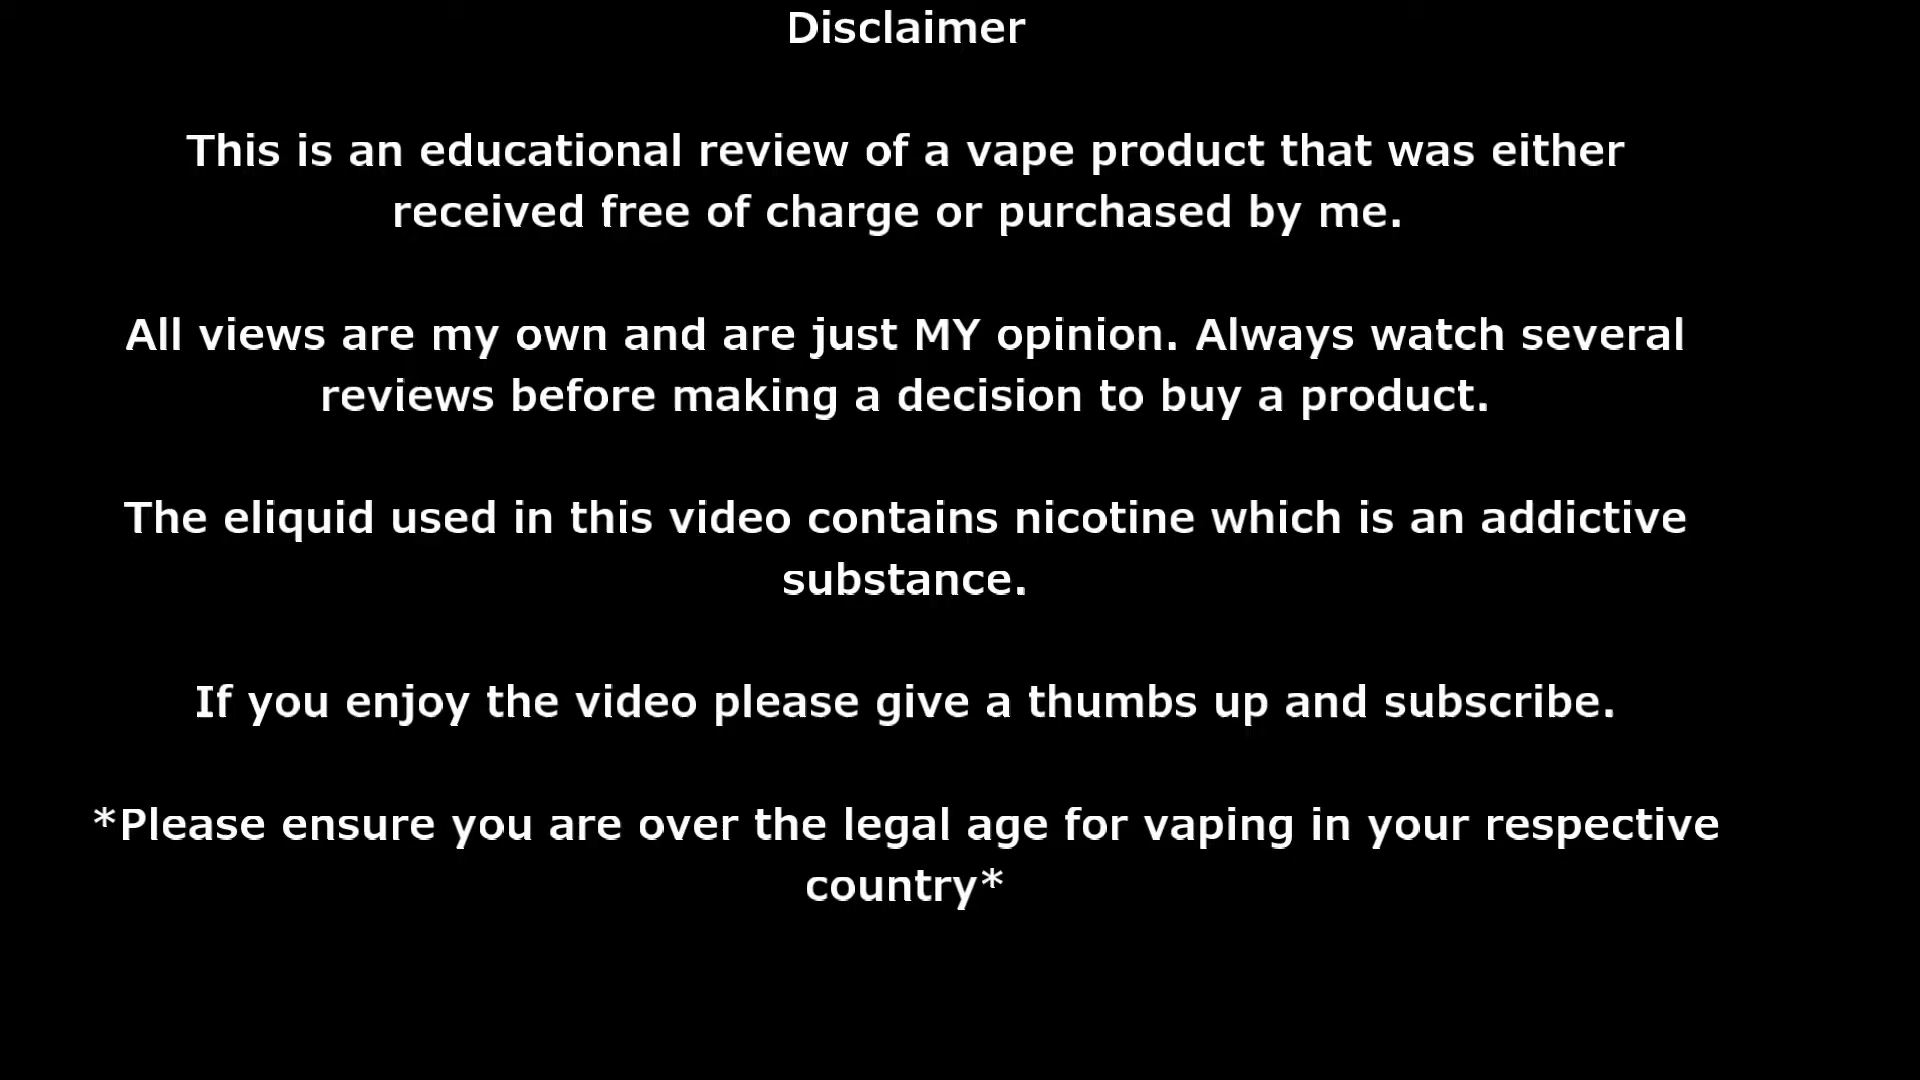 Disclaimer
This is an educational review of a vape product that was either
received free of charge or purchased by me.
All views are my own and are just MY opinion. Always watch several
reviews before making a decision to buy a product.
The eliquid used in this video contains nicotine which is an addictive
substance.
If you enjoy the video please give a thumbs up and subscribe.
*Please ensure you are over the legal age for vaping in your respective
country*